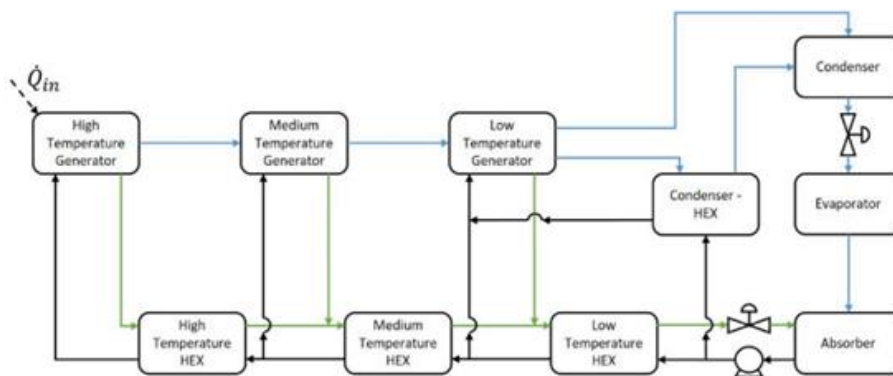 Q̇in
High
Temperature
Generator
Medium
Temperature
Generator
Low
Temperature
Generator
Condenser
Condenser -
HEX
Evaporator
High
Temperature
HEX
Medium
Temperature
HEX
Low
Temperature
HEX
Absorber